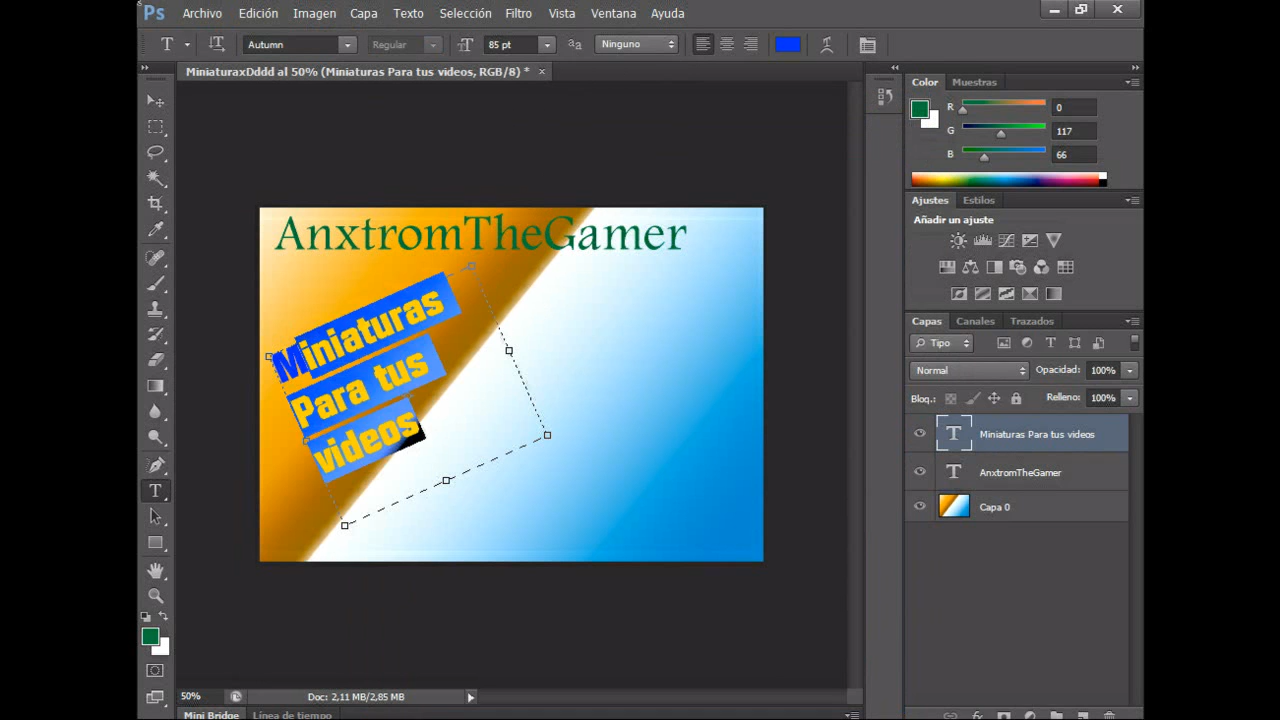 Ps Archivo Edición Imagen Capa Texto Selección Filtro Vista Ventana Ayuda
T Autumn Regular 85 pt aa Ninguno
MiniaturaxDddd al 50% (Miniaturas Para tus videos, RGB/8) *
Color Muestras
R 0
G 117
B 66
Ajustes Estilos
Añadir un ajuste
Capas Canales Trazados
Tipo
Normal Opacidad: 100%
Bloq.: Relleno: 100%
Miniaturas Para tus videos
AnxtromTheGamer
Capa 0
AnxtromTheGamer
Miniaturas
Para tus
videos
50% Doc: 2,11 MB/2,85 MB
Mini Bridge Línea de tiempo